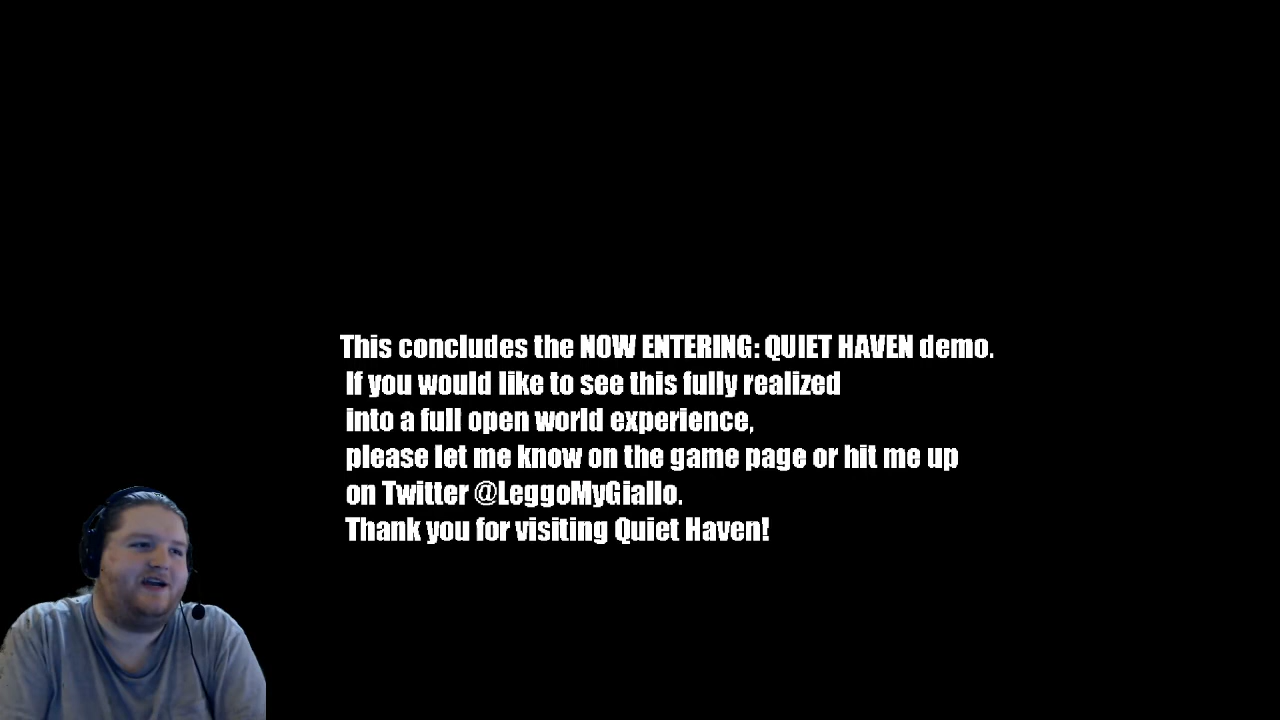 This concludes the NOW ENTERING: QUIET HAVEN demo.
If you would like to see this fully realized
into a full open world experience,
please let me know on the game page or hit me up
on Twitter @LeggoMyGiallo.
Thank you for visiting Quiet Haven!